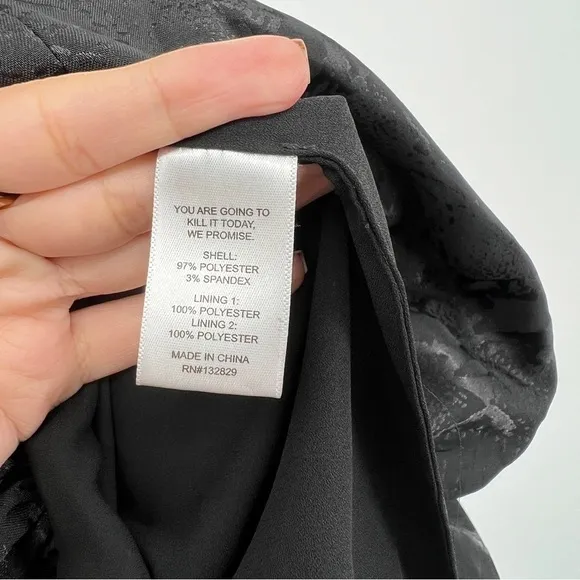 YOU ARE GOING TO
KILL IT TODAY,
WE PROMISE.
SHELL:
97% POLYESTER
3% SPANDEX
LINING 1:
100% POLYESTER
LINING 2:
100% POLYESTER
MADE IN CHINA
RN#132829